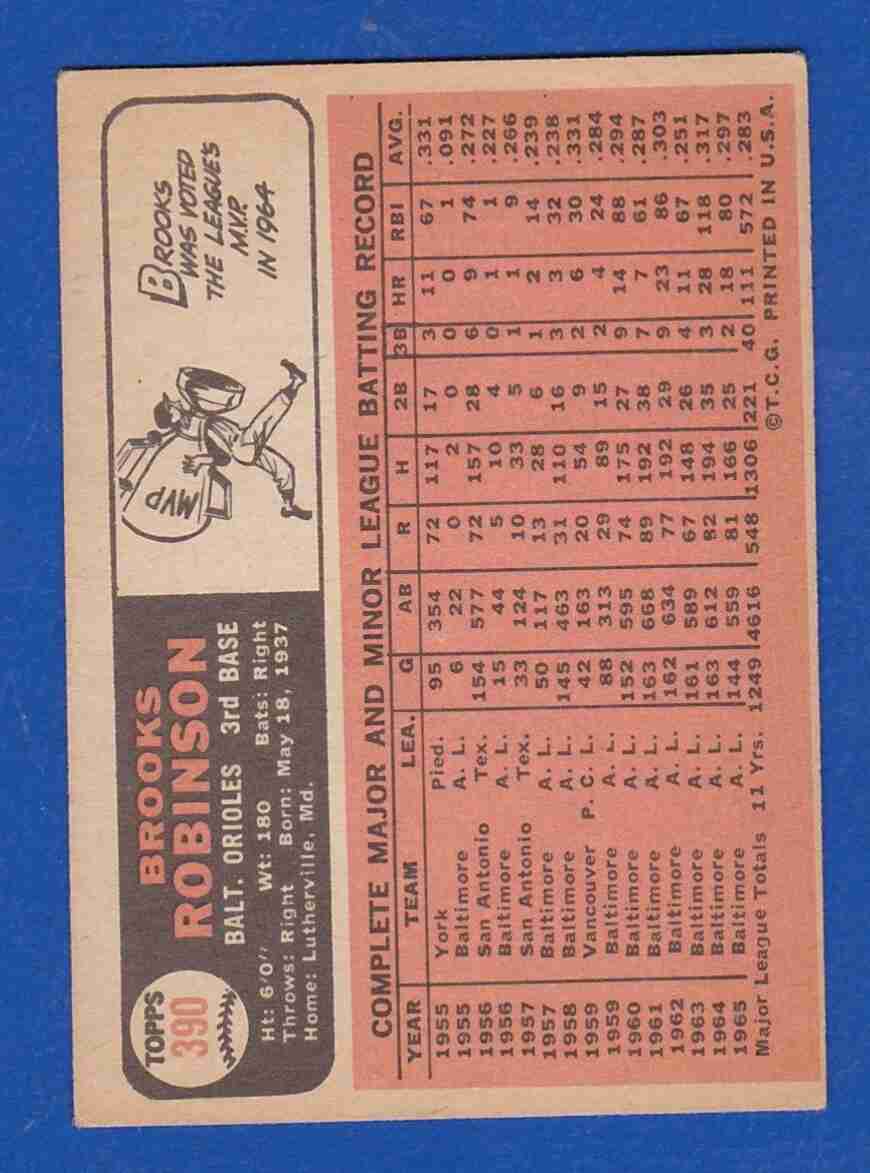 TOPPS
390
BROOKS
ROBINSON
BALT. ORIOLES 3rd BASE
Ht: 6'0" Wt: 180 Bats: Right
Throws: Right Born: May 18, 1937
Home: Lutherville, Md.
MVP
BROOKS
WAS VOTED
THE LEAGUE'S
M.V.P.
IN 1964
COMPLETE MAJOR AND MINOR LEAGUE BATTING RECORD
YEAR TEAM LEA. G AB R H 2B 3B HR RBI AVG.
1955 York Pied. 95 354 72 117 17 3 11 67 .331
1955 Baltimore A. L. 6 22 0 2 0 0 0 1 .091
1956 San Antonio Tex. 154 577 72 157 28 6 9 74 .272
1956 Baltimore A. L. 15 44 5 10 4 0 1 1 .227
1957 San Antonio Tex. 33 124 10 33 5 1 1 9 .266
1957 Baltimore A. L. 50 117 13 28 6 1 2 14 .239
1958 Baltimore A. L. 145 463 31 110 16 3 3 32 .238
1959 Vancouver P. C. L. 42 163 20 54 9 2 6 30 .331
1959 Baltimore A. L. 88 313 29 89 15 2 4 24 .284
1960 Baltimore A. L. 152 595 74 175 27 9 14 88 .294
1961 Baltimore A. L. 163 668 89 192 38 7 7 61 .287
1962 Baltimore A. L. 162 634 77 192 29 9 23 86 .303
1963 Baltimore A. L. 161 589 67 148 26 4 11 67 .251
1964 Baltimore A. L. 163 612 82 194 35 3 28 118 .317
1965 Baltimore A. L. 144 559 81 166 25 2 18 80 .297
Major League Totals 11 Yrs. 1249 4616 548 1306 221 40 111 572 .283
©T.C.G. PRINTED IN U.S.A.